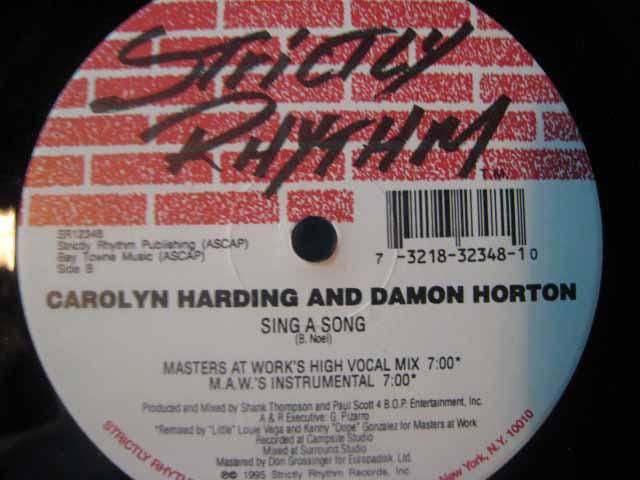 STRICTLY
RHYTHM
TM
SR12348
Strictly Rhythm Publishing (ASCAP)
Bay Towne Music (ASCAP)
Side B
7 -3218-32348-1 0
CAROLYN HARDING AND DAMON HORTON
SING A SONG
(B. Noel)
MASTERS AT WORK'S HIGH VOCAL MIX 7:00*
M.A.W.'S INSTRUMENTAL 7:00*
Produced and Mixed by Shank Thompson and Paul Scott 4 B.O.P. Entertainment, Inc.
A & R Executive: G. Pizarro
*Remixed by "Little" Louie Vega and Kenny "Dope" Gonzalez for Masters at Work
Recorded at Campsite Studio
Mixed at Surround Studio
Mastered by Don Grossinger for Europadisk, Ltd.
℗© 1995 Strictly Rhythm Records, Inc.
STRICTLY RHYTH
New York, N.Y. 10010